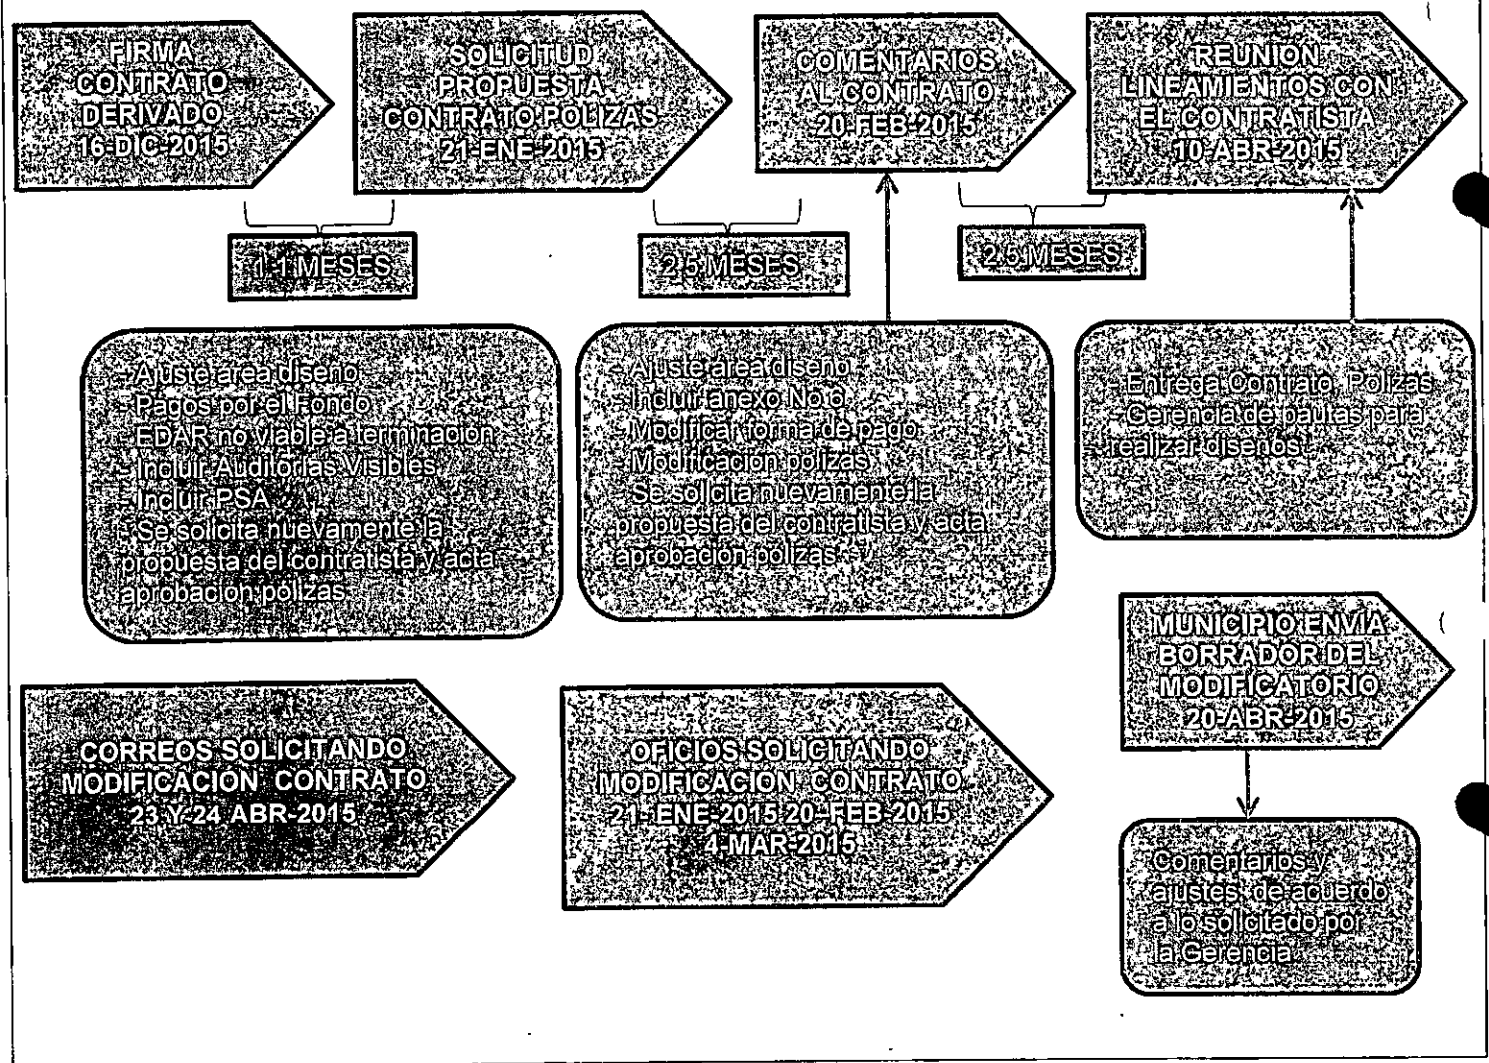 FIRMA
CONTRATO
DERIVADO
16-DIC-2015
SOLICITUD
PROPUESTA
CONTRATO,POLIZAS
21-ENE-2015
COMENTARIOS
AL CONTRATO
20-FEB-2015
REUNION
LINEAMIENTOS CON
EL CONTRATISTA
10-ABR-2015
1.1 MESES
2.5 MESES
2.5 MESES
- Ajuste area diseño
- Pagos por el Fondo
- EDAR no viable a terminacion
- Incluir Auditorias Visibles
- Incluir PSA
- Se solicita nuevamente la
propuesta del contratista y acta
aprobacion polizas
- Ajuste area diseño
- Incluir anexo No 6
- Modificar forma de pago
- Modificacion polizas
- Se solicita nuevamente la
propuesta del contratista y acta
aprobacion polizas
- Entrega Contrato, Polizas
- Gerencia de pautas para
realizar diseños
MUNICIPIO ENVIA
BORRADOR DEL
MODIFICATORIO
20-ABR-2015
CORREOS SOLICITANDO
MODIFICACION CONTRATO
23 Y 24 ABR-2015
OFICIOS SOLICITANDO
MODIFICACION CONTRATO
21- ENE-2015 20-FEB-2015
4-MAR-2015
Comentarios y
ajustes de acuerdo
a lo solicitado por
la Gerencia